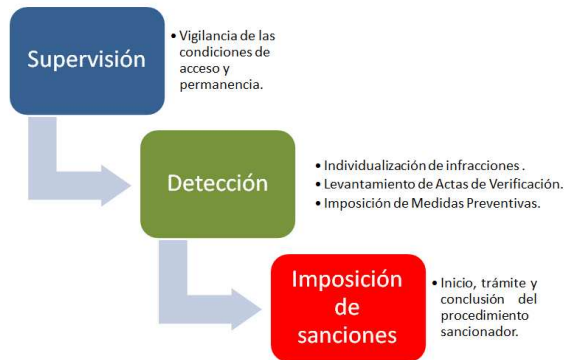 Supervisión
• Vigilancia de las
condiciones de
acceso y
permanencia.
Detección
• Individualización de infracciones .
• Levantamiento de Actas de Verificación.
• Imposición de Medidas Preventivas.
Imposición
de
sanciones
• Inicio, trámite y
conclusión del
procedimiento
sancionador.